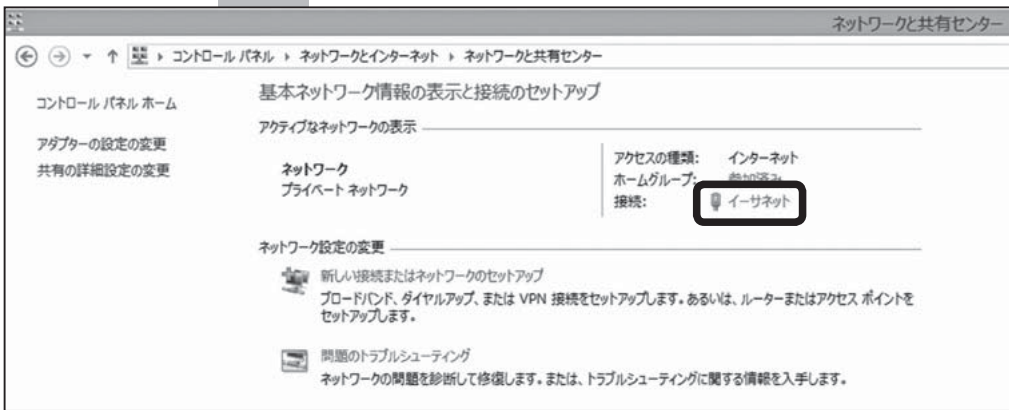 ネットワークと共有センター
コントロール パネル ネットワークとインターネット ネットワークと共有センター
コントロール パネル ホーム
アダプターの設定の変更
共有の詳細設定の変更
基本ネットワーク情報の表示と接続のセットアップ
アクティブなネットワークの表示
ネットワーク
プライベート ネットワーク
アクセスの種類: インターネット
ホームグループ: 参加済み
接続: イーサネット
ネットワーク設定の変更
新しい接続またはネットワークのセットアップ
ブロードバンド、ダイヤルアップ、または VPN 接続をセットアップします。あるいは、ルーターまたはアクセス ポイントを
セットアップします。
問題のトラブルシューティング
ネットワークの問題を診断して修復します。または、トラブルシューティングに関する情報を入手します。